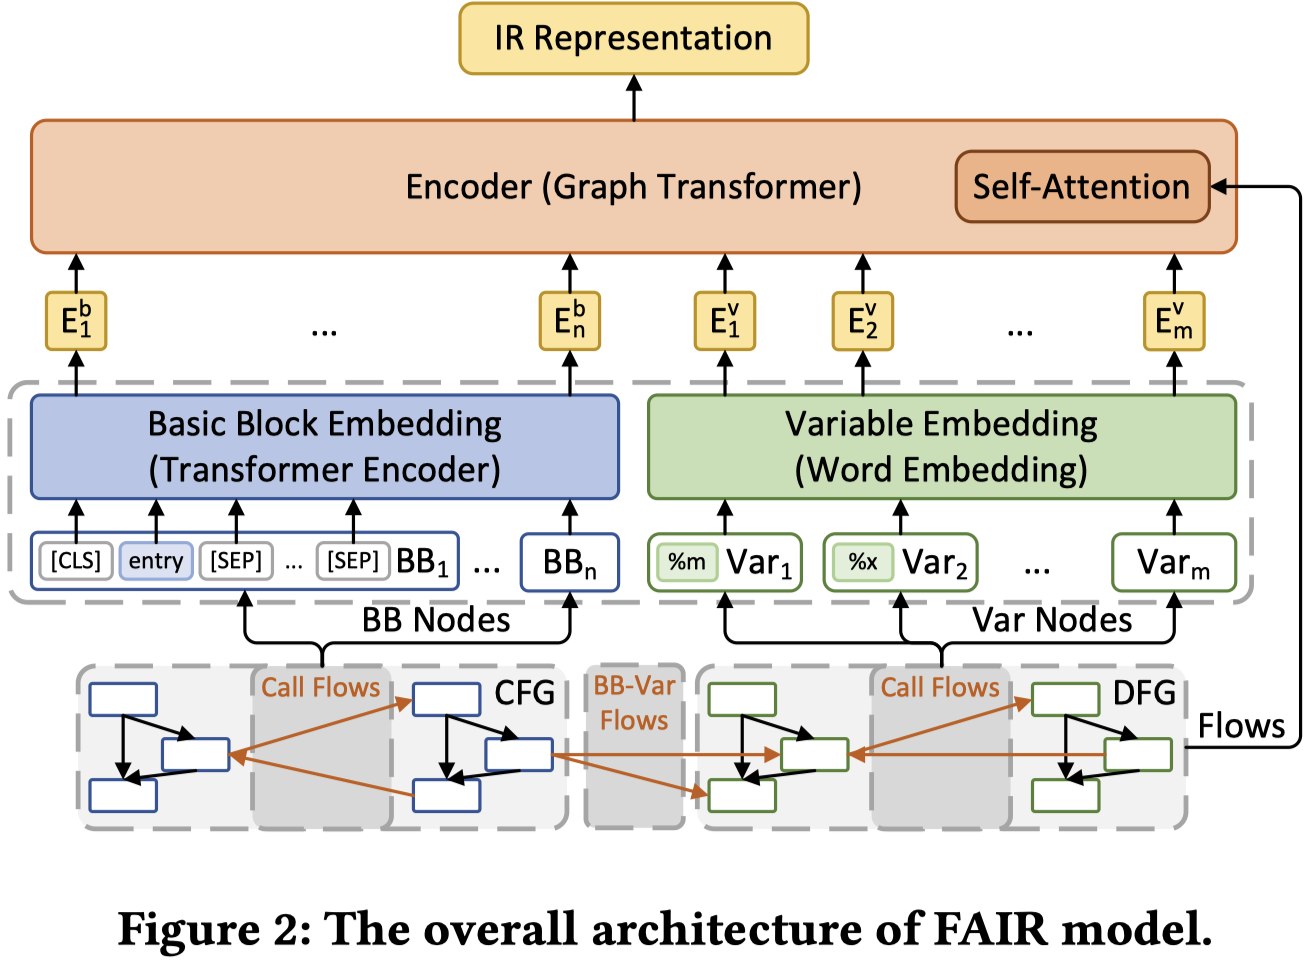 IR Representation
Encoder (Graph Transformer)
Self-Attention
E₁ᵇ
...
Eₙᵇ
E₁ᵛ
E₂ᵛ
...
Eₘᵛ
Basic Block Embedding
(Transformer Encoder)
Variable Embedding
(Word Embedding)
[CLS] entry [SEP] ... [SEP] BB₁ ... BBₙ
%m Var₁ %x Var₂ ... Varₘ
BB Nodes
Var Nodes
Call Flows
CFG
BB-Var
Flows
Call Flows
DFG
Flows
Figure 2: The overall architecture of FAIR model.